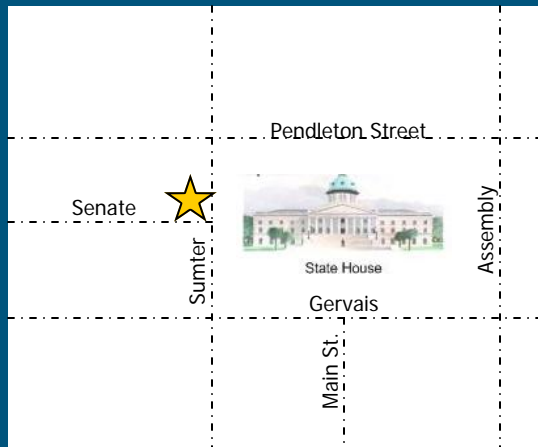 Pendleton Street
Senate
Sumter
State House
Assembly
Gervais
Main St.